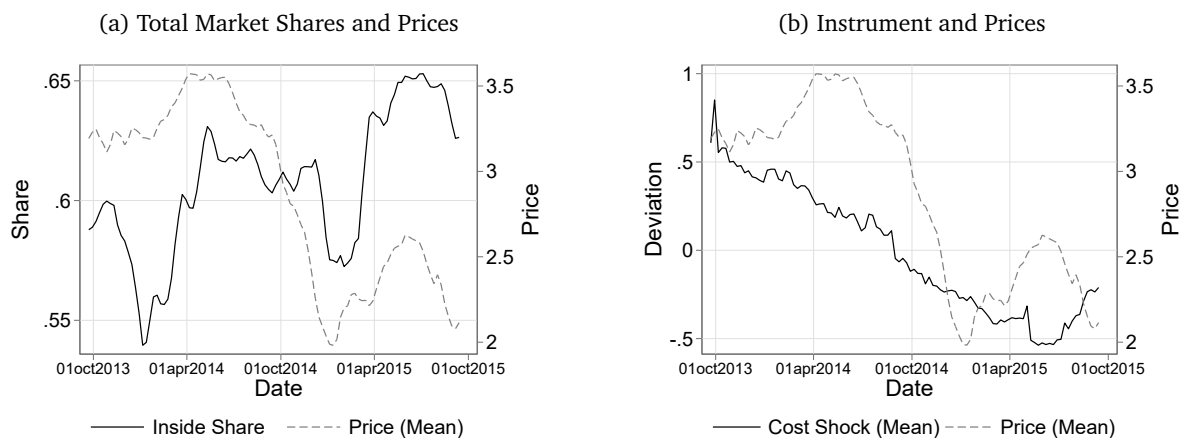 (a) Total Market Shares and Prices
.65
.6
.55
Share
3.5
3
2.5
2
Price
01oct2013 01apr2014 01oct2014 01apr2015 01oct2015
Date
Inside Share Price (Mean)
(b) Instrument and Prices
1
.5
0
-.5
Deviation
3.5
3
2.5
2
Price
01oct2013 01apr2014 01oct2014 01apr2015 01oct2015
Date
Cost Shock (Mean) Price (Mean)